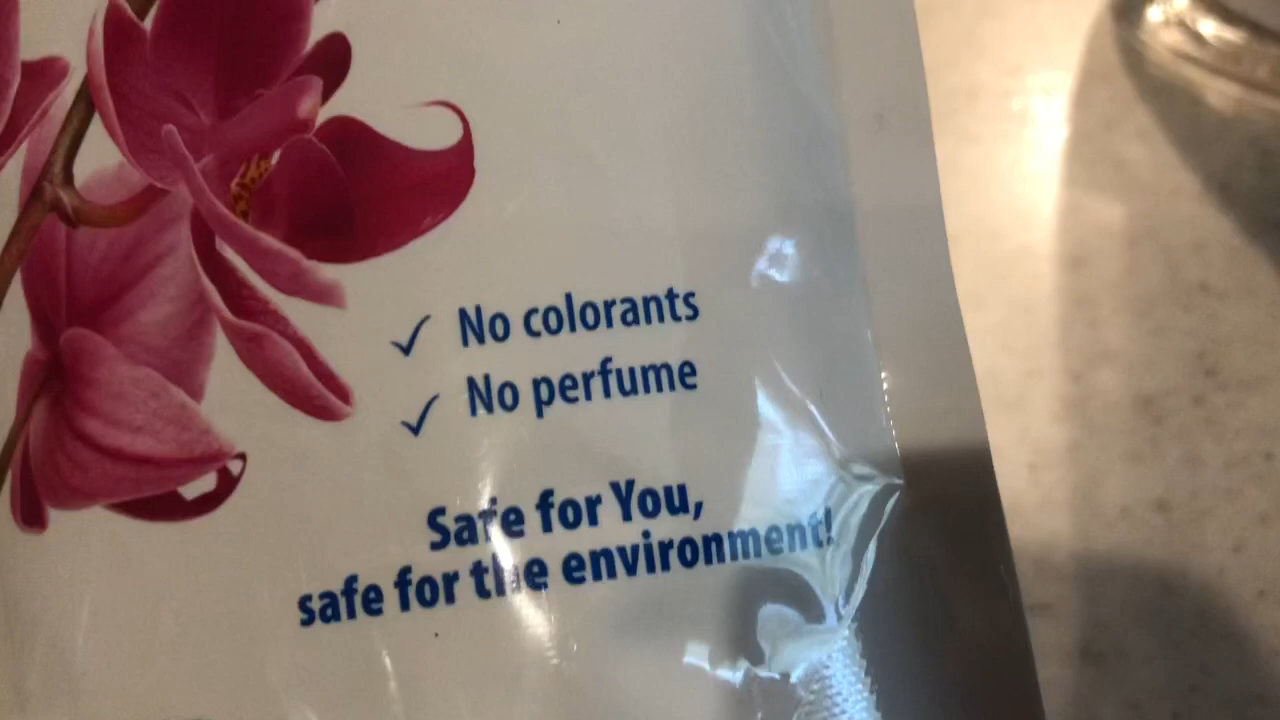 No colorants
No perfume
Safe for You,
safe for the environment!